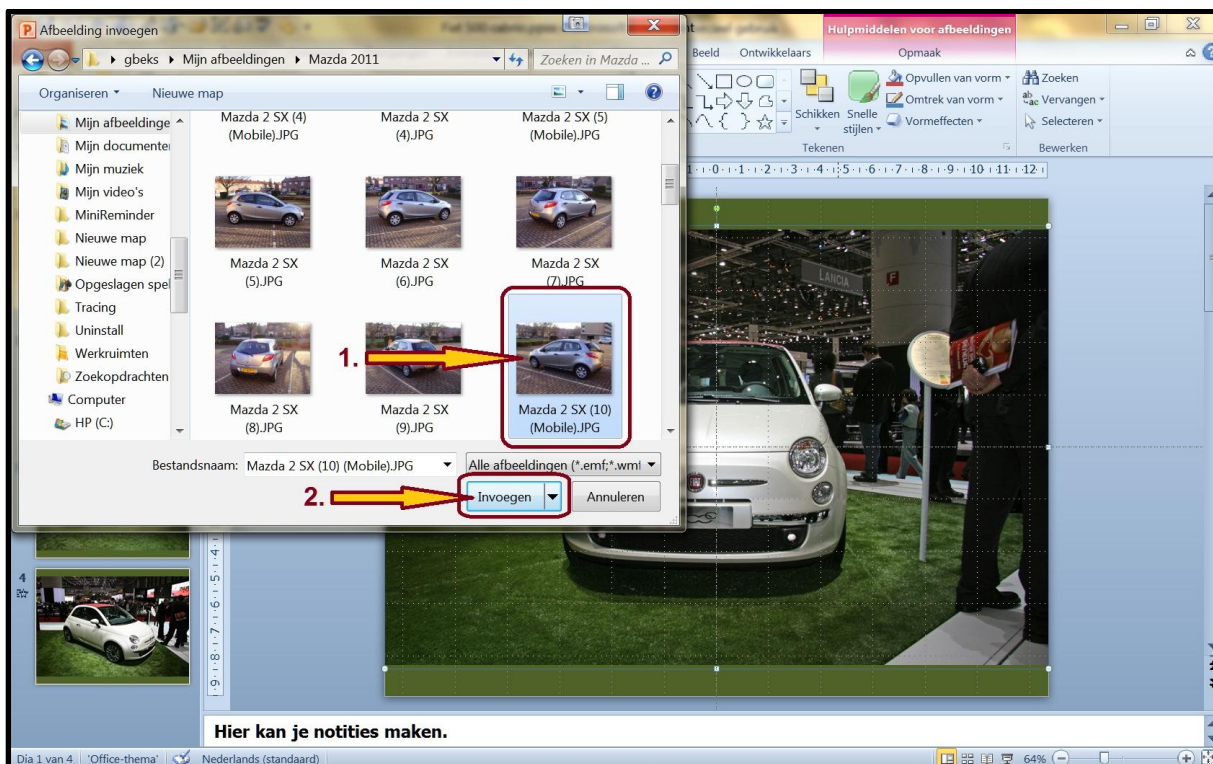 Afbeelding invoegen
Hulpmiddelen voor afbeeldingen
gbeks Mijn afbeeldingen Mazda 2011
Zoeken in Mazda ...
Beeld Ontwikkelaars Opmaak
Organiseren Nieuwe map
Opvullen van vorm
Omtrek van vorm
Vormeffecten
Schikken Snelle stijlen
Tekenen
Zoeken
Vervangen
Selecteren
Bewerken
Mijn afbeeldinge
Mijn documente
Mijn muziek
Mijn video's
MiniReminder
Nieuwe map
Nieuwe map (2)
Opgeslagen spel
Tracing
Uninstall
Werkruimten
Zoekopdrachten
Computer
HP (C:)
Mazda 2 SX (4) (Mobile).JPG
Mazda 2 SX (4).JPG
Mazda 2 SX (5) (Mobile).JPG
Mazda 2 SX (5).JPG
Mazda 2 SX (6).JPG
Mazda 2 SX (7).JPG
1.
Mazda 2 SX (8).JPG
Mazda 2 SX (9).JPG
Mazda 2 SX (10) (Mobile).JPG
Bestandsnaam: Mazda 2 SX (10) (Mobile).JPG
Alle afbeeldingen (*.emf;*.wmf
2.
Invoegen Annuleren
LANCIA
4
Hier kan je notities maken.
Dia 1 van 4 'Office-thema' Nederlands (standaard) 64%